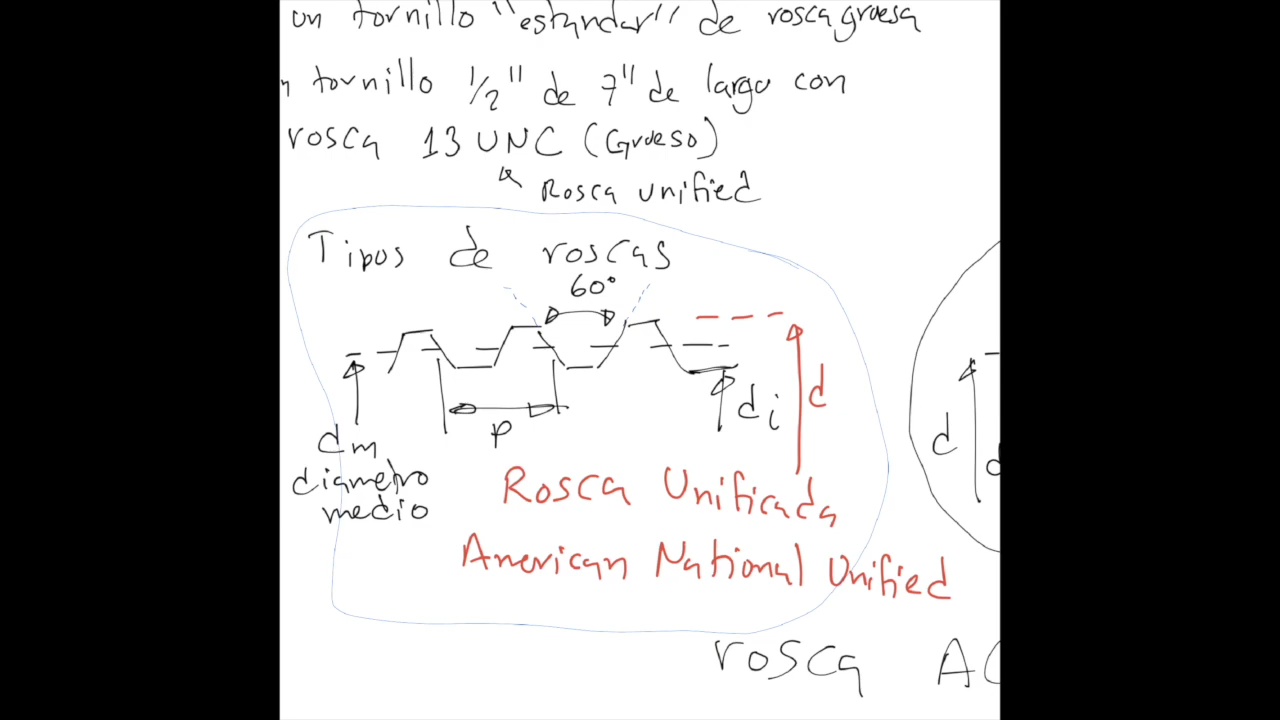 un tornillo "estandar" de rosca gruesa
n tornillo 1/2" de 7" de largo con
rosca 13 UNC (Grueso)
Rosca unified
Tipos de roscas
60°
d
di
p
dm
diametro
medio
d
d
Rosca Unificada
American National Unified
rosca AC